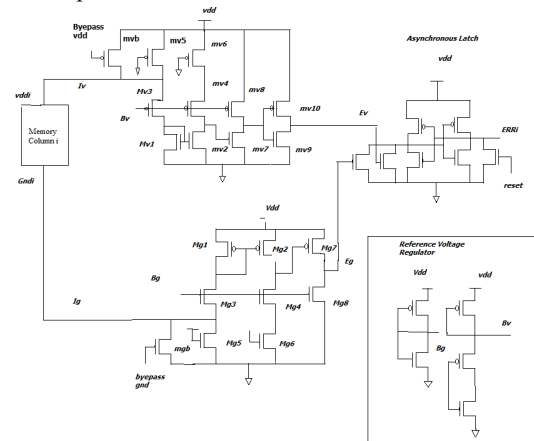 vdd
Byepass
vdd
mvb
mv5
mv6
Asynchronous Latch
vdd
Iv
Mv3
mv4
mv8
vddi
Bv
mv10
Ev
ERRi
Memory
Column i
Mv1
mv2
mv7
mv9
Gndi
reset
Vdd
Mg1
Mg2
Mg7
Eg
Reference Voltage
Regulator
Bg
Mg3
Mg4
Mg8
Vdd
vdd
Ig
Bv
mgb
Mg5
Mg6
Bg
byepass
gnd